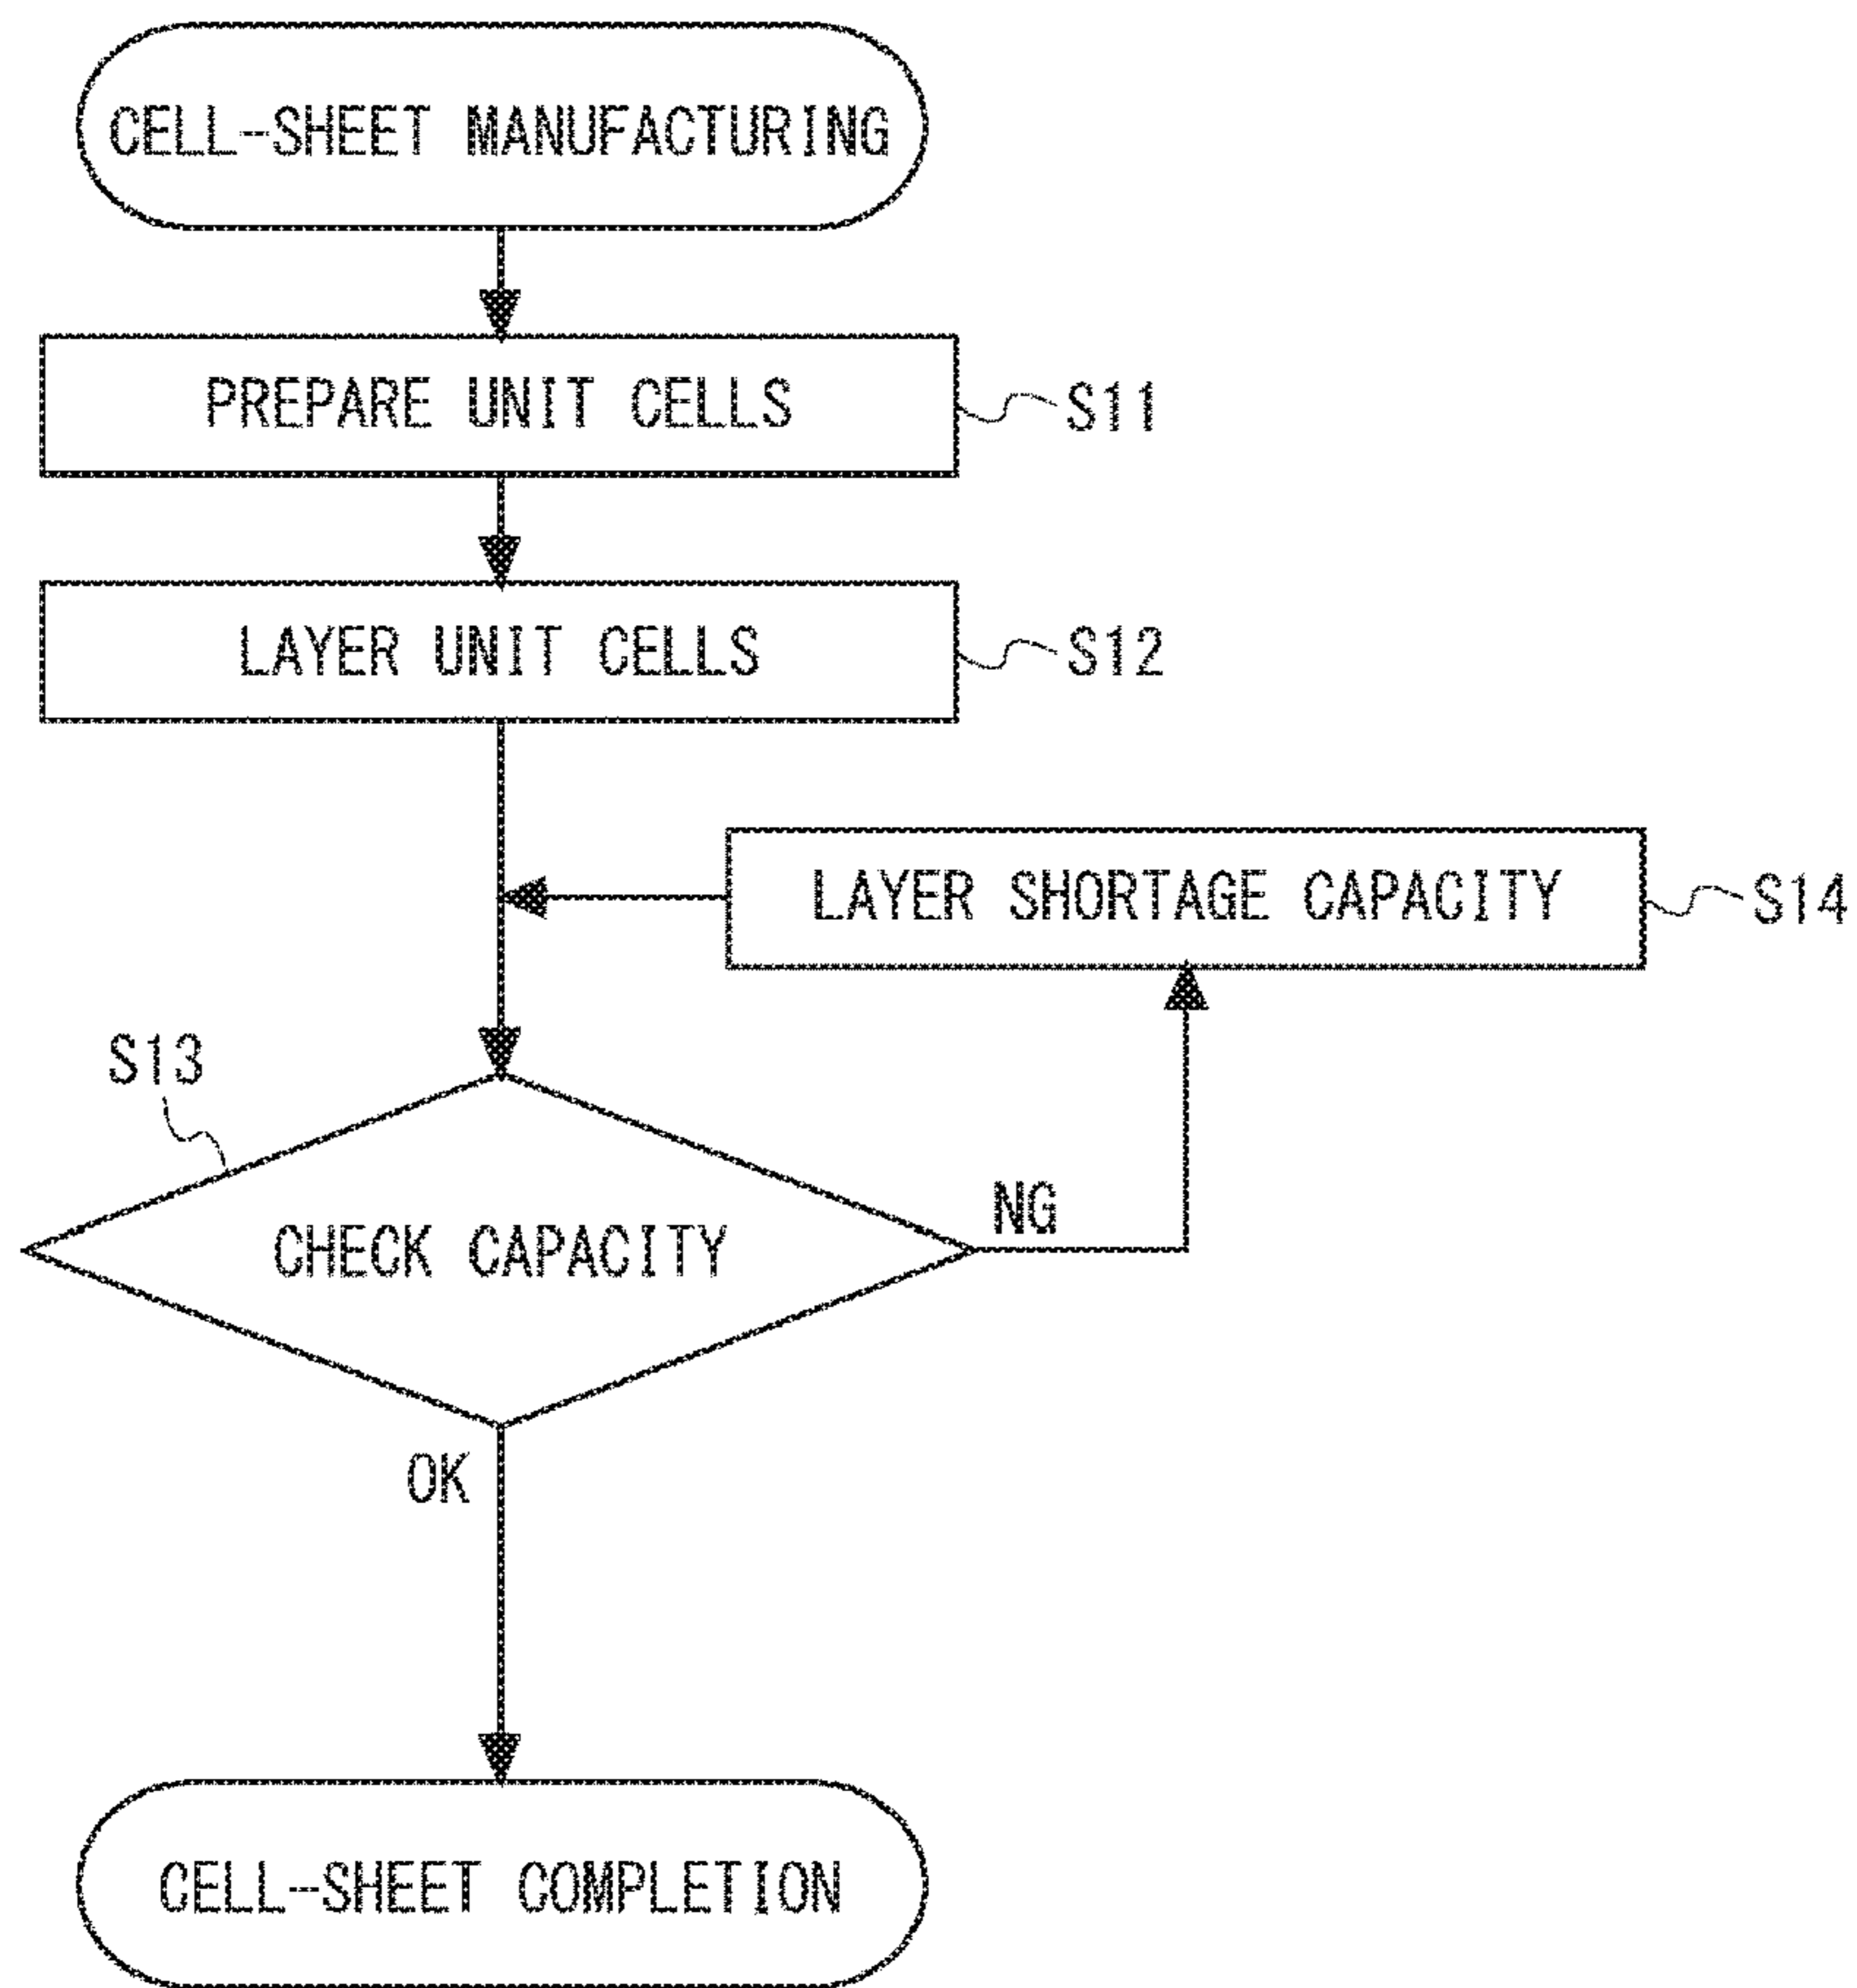 CELL-SHEET MANUFACTURING
PREPARE UNIT CELLS
S11
LAYER UNIT CELLS
S12
LAYER SHORTAGE CAPACITY
S14
S13
CHECK CAPACITY
NG
OK
CELL-SHEET COMPLETION